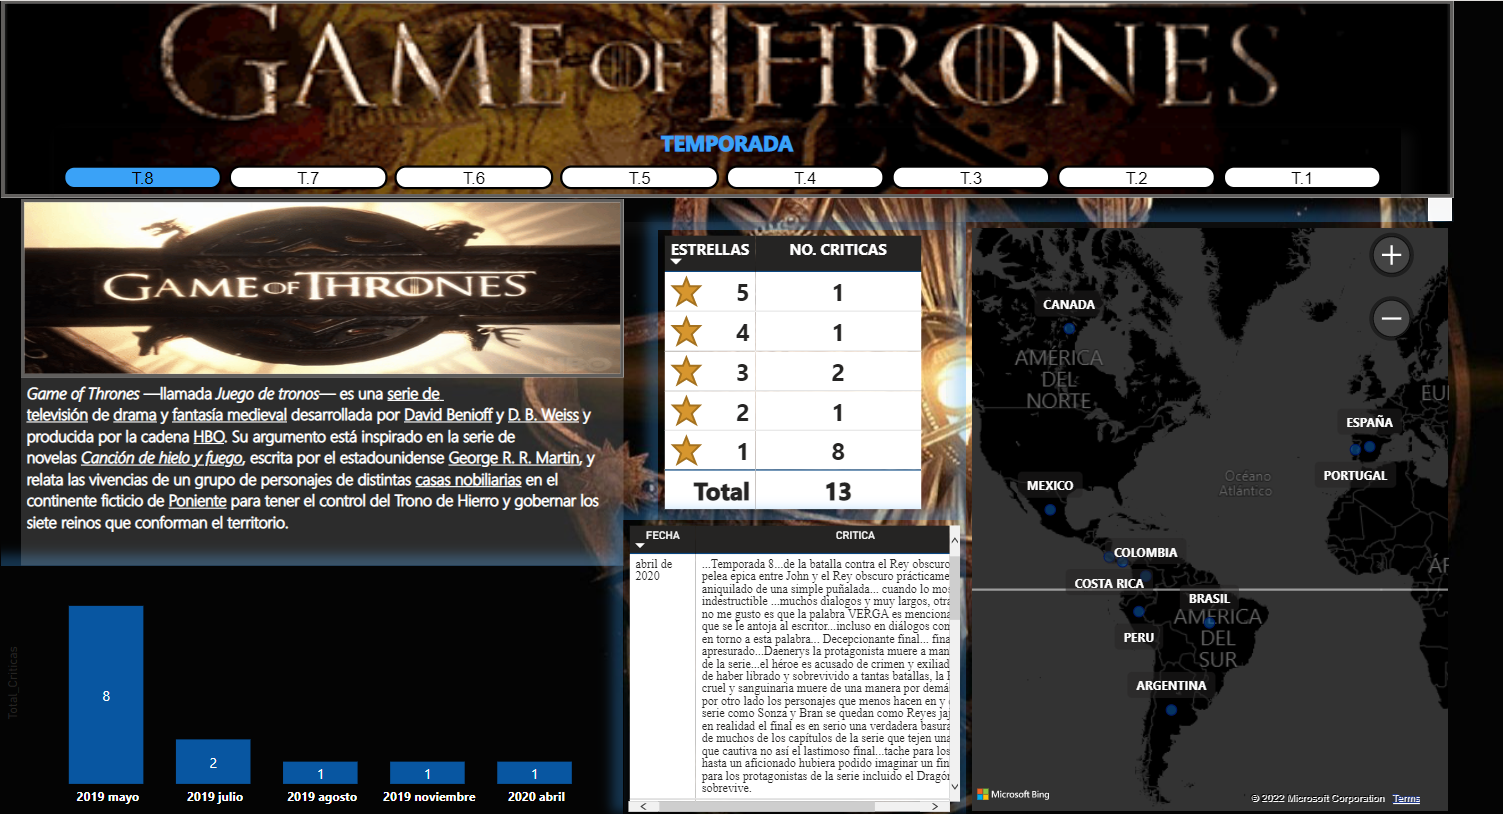 GAME OF THRONES
TEMPORADA
T.8
T.7
T.6
T.5
T.4
T.3
T.2
T.1
GAME OF THRONES
HBO
Game of Thrones —llamada Juego de tronos— es una serie de
televisión de drama y fantasía medieval desarrollada por David Benioff y D. B. Weiss y
producida por la cadena HBO. Su argumento está inspirado en la serie de
novelas Canción de hielo y fuego, escrita por el estadounidense George R. R. Martin, y
relata las vivencias de un grupo de personajes de distintas casas nobiliarias en el
continente ficticio de Poniente para tener el control del Trono de Hierro y gobernar los
siete reinos que conforman el territorio.
Total_Criticas
8
2
1
1
1
2019 mayo
2019 julio
2019 agosto
2019 noviembre
2020 abril
ESTRELLAS NO. CRITICAS
5 1
4 1
3 2
2 1
1 8
Total 13
FECHA CRITICA
abril de
2020
...Temporada 8...de la batalla contra el Rey obscuro
pelea épica entre John y el Rey obscuro prácticame
aniquilado de una simple puñalada... cuándo lo mo
indestructible ...muchos dialogos y muy largos, otra
no me gusto es que la palabra VERGA es menciona
que se le antoja al escritor...incluso en diálogos con
en torno a esta palabra... Decepcionante final... fina
apresurado...Daenerys la protagonista muere a man
de la serie...el héroe es acusado de crimen y exiliad
de haber librado y sobrevivido a tantas batallas, la
cruel y sanguinaria muere de una manera por demá
por otro lado los personajes que menos hacen en y
serie como Sonza y Bran se quedan como Reyes jaj
en realidad el final es en serio una verdadera basura
de muchos de los capítulos de la serie que tejen una
que cautiva no así el lastimoso final...tache para los
hasta un aficionado hubiera podido imaginar un fin
para los protagonistas de la serie incluido el Dragón
sobrevive.
CANADA
AMÉRICA
DEL
NORTE
EUI
ESPAÑA
PORTUGAL
Océano
Atlántico
MEXICO
COLOMBIA
COSTA RICA
ÁF
BRASIL
AMÉRICA
DEL
SUR
PERU
ARGENTINA
Microsoft Bing
© 2022 Microsoft Corporation Terms